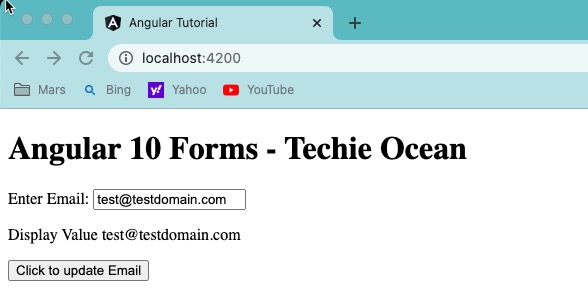 Angular Tutorial
localhost:4200
Mars Bing Yahoo YouTube
Angular 10 Forms - Techie Ocean
Enter Email: test@testdomain.com
Display Value test@testdomain.com
Click to update Email